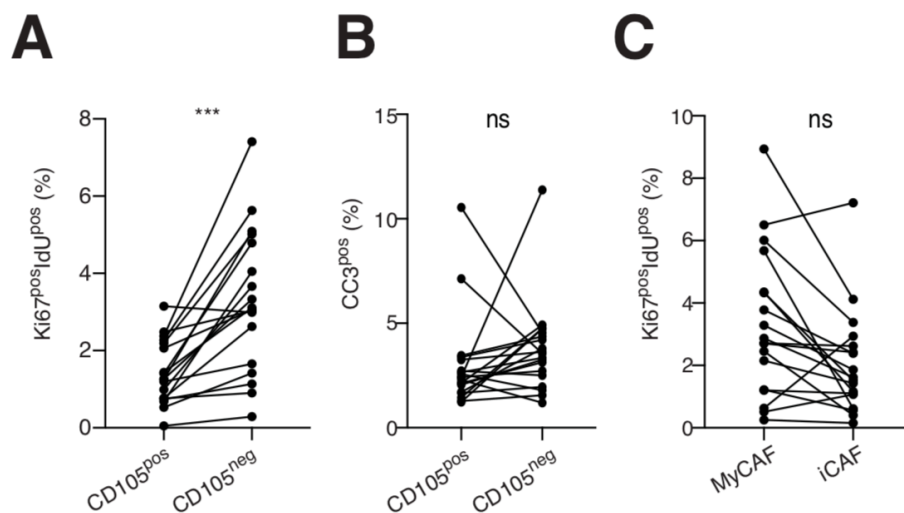 A
B
C
***
ns
ns
Ki67posIdUpos (%)
8
6
4
2
0
CD105pos
CD105neg
CC3pos (%)
15
10
5
0
CD105pos
CD105neg
Ki67posIdUpos (%)
10
8
6
4
2
0
MyCAF
iCAF